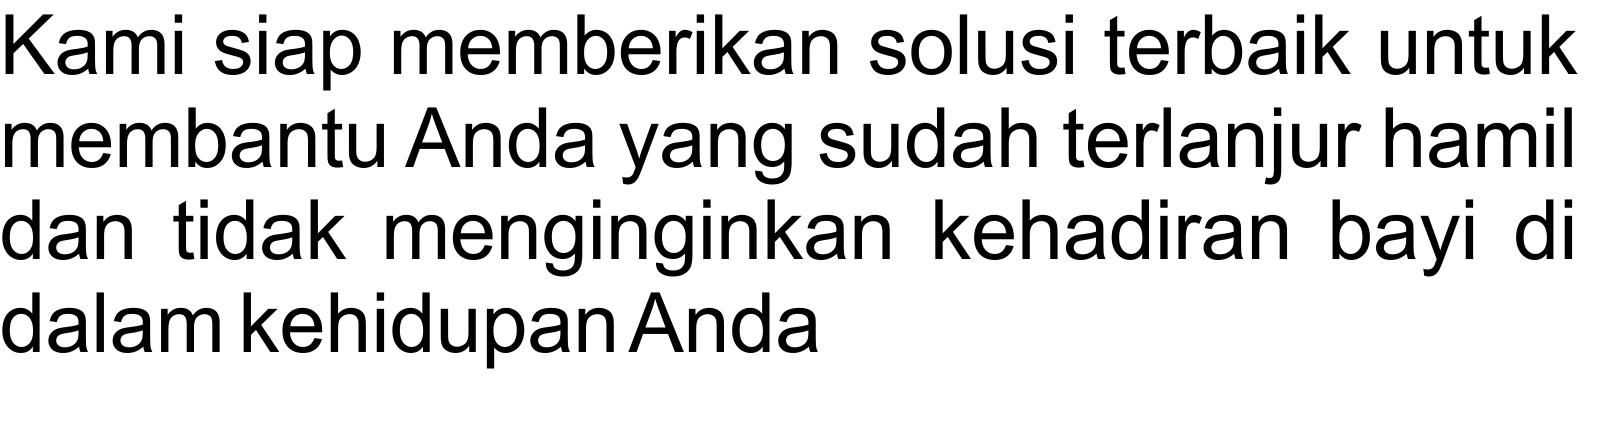 Kami siap memberikan solusi terbaik untuk
membantu Anda yang sudah terlanjur hamil
dan tidak menginginkan kehadiran bayi di
dalam kehidupan Anda